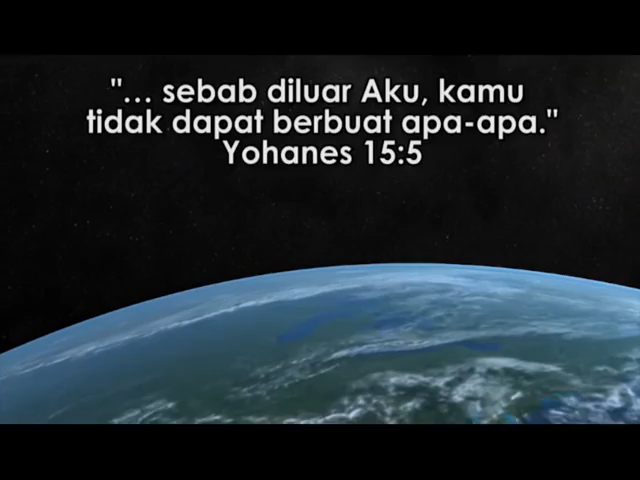 "... sebab diluar Aku, kamu
tidak dapat berbuat apa-apa."
Yohanes 15:5